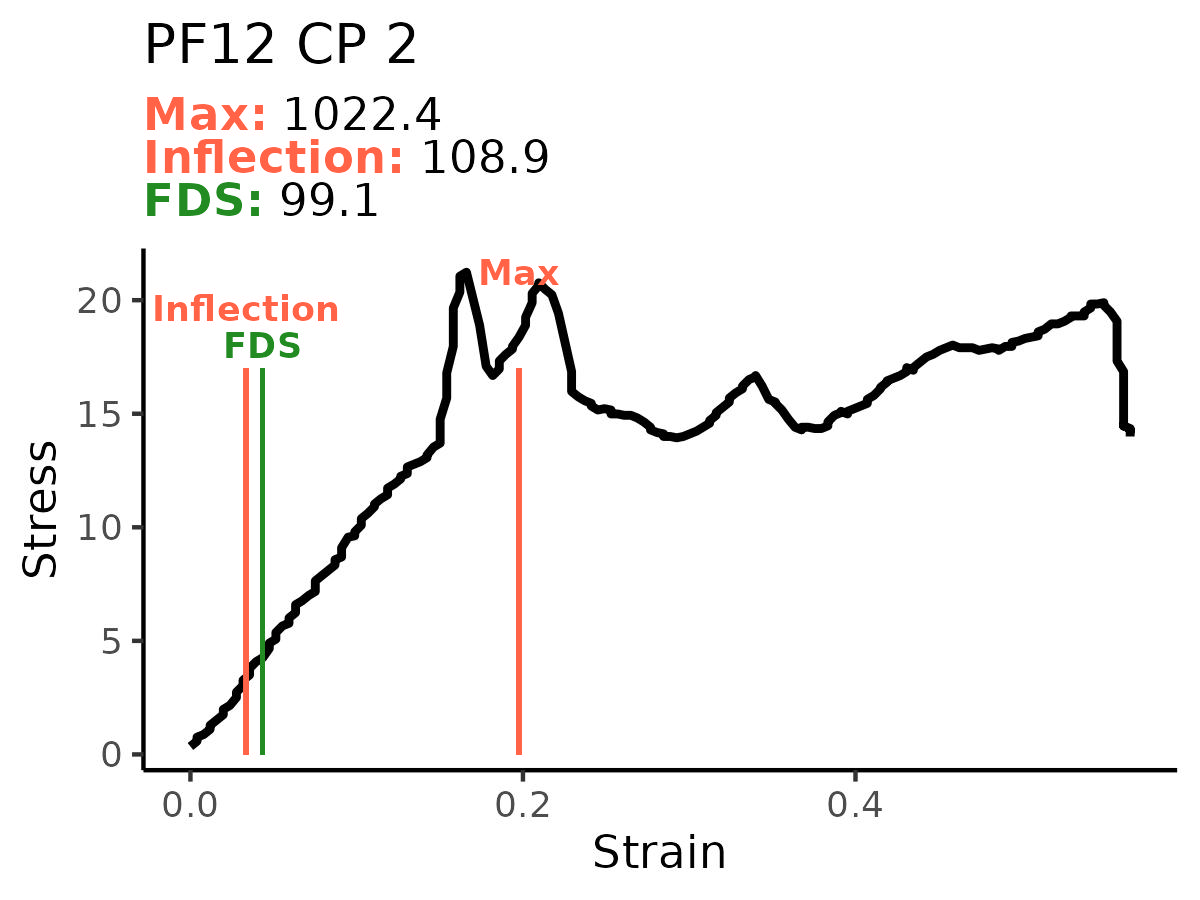 PF12 CP 2
Max: 1022.4
Inflection: 108.9
FDS: 99.1
Max
Inflection
FDS
20
15
10
5
0
Stress
0.0 0.2 0.4
Strain